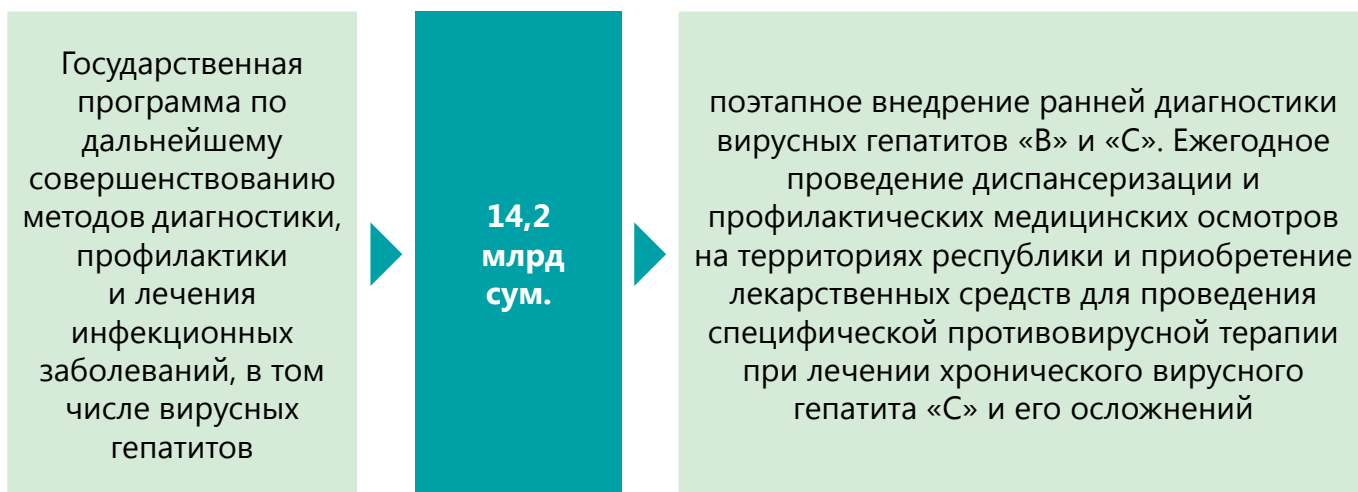 Государственная
программа по
дальнейшему
совершенствованию
методов диагностики,
профилактики
и лечения
инфекционных
заболеваний, в том
числе вирусных
гепатитов
14,2
млрд
сум.
поэтапное внедрение ранней диагностики
вирусных гепатитов «В» и «С». Ежегодное
проведение диспансеризации и
профилактических медицинских осмотров
на территориях республики и приобретение
лекарственных средств для проведения
специфической противовирусной терапии
при лечении хронического вирусного
гепатита «С» и его осложнений